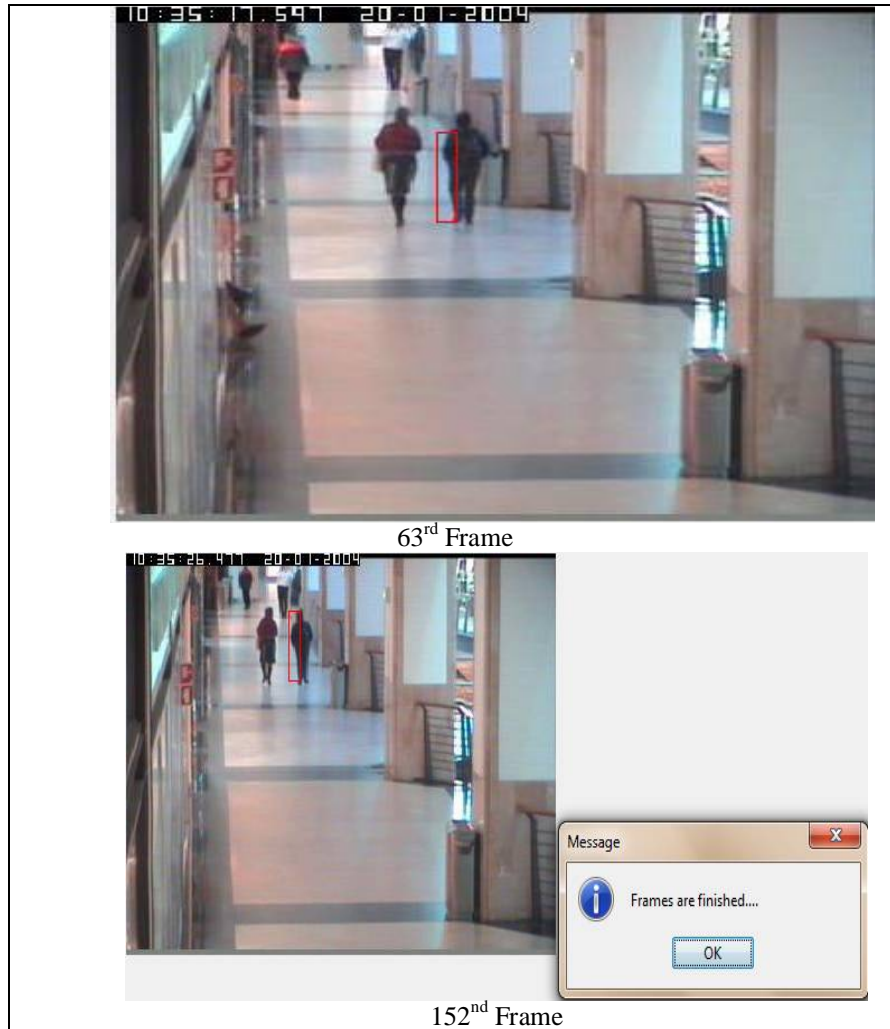 10:35:17.597 20-01-2004
63rd Frame
10:35:26.477 20-01-2004
Message
Frames are finished....
OK
152nd Frame